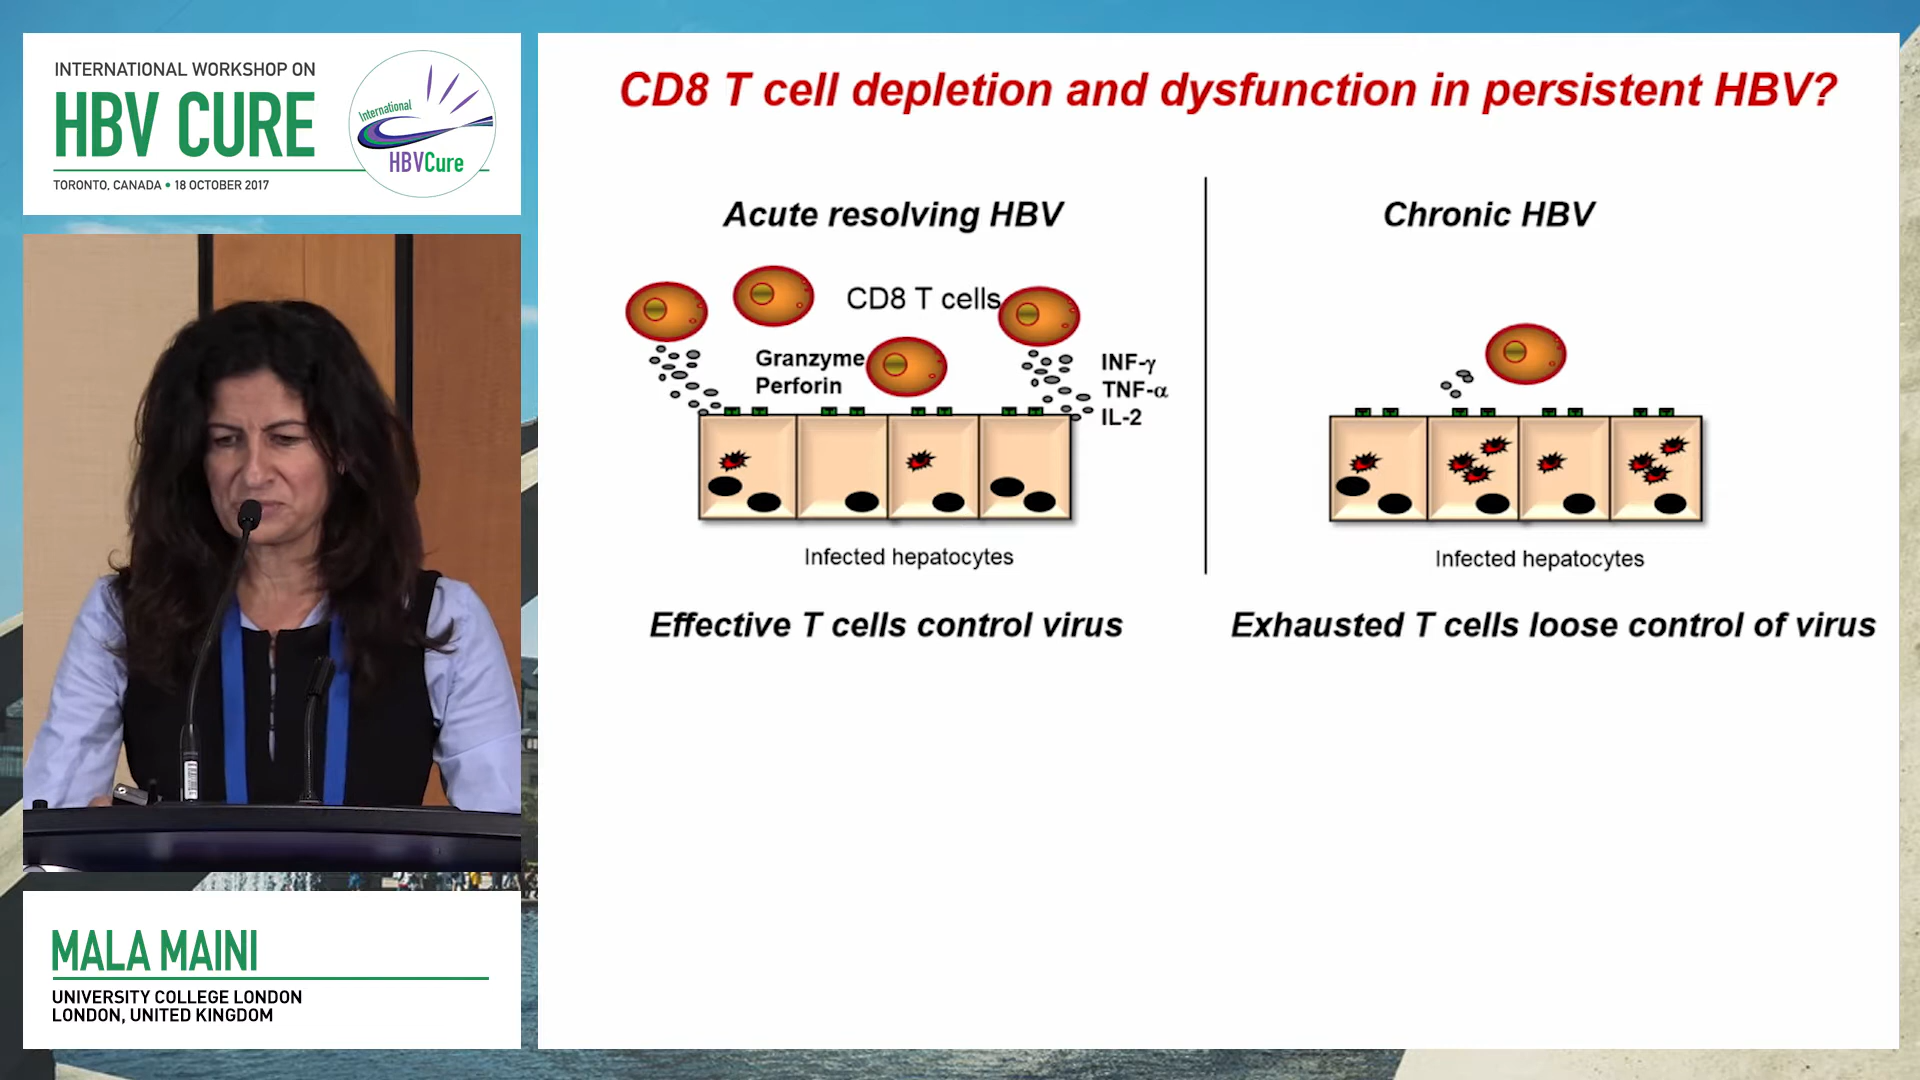 INTERNATIONAL WORKSHOP ON
HBV CURE
TORONTO, CANADA • 18 OCTOBER 2017
International
HBVCure
MALA MAINI
UNIVERSITY COLLEGE LONDON
LONDON, UNITED KINGDOM
CD8 T cell depletion and dysfunction in persistent HBV?
Acute resolving HBV
CD8 T cells
Granzyme
Perforin
INF-γ
TNF-α
IL-2
Infected hepatocytes
Effective T cells control virus
Chronic HBV
Infected hepatocytes
Exhausted T cells loose control of virus